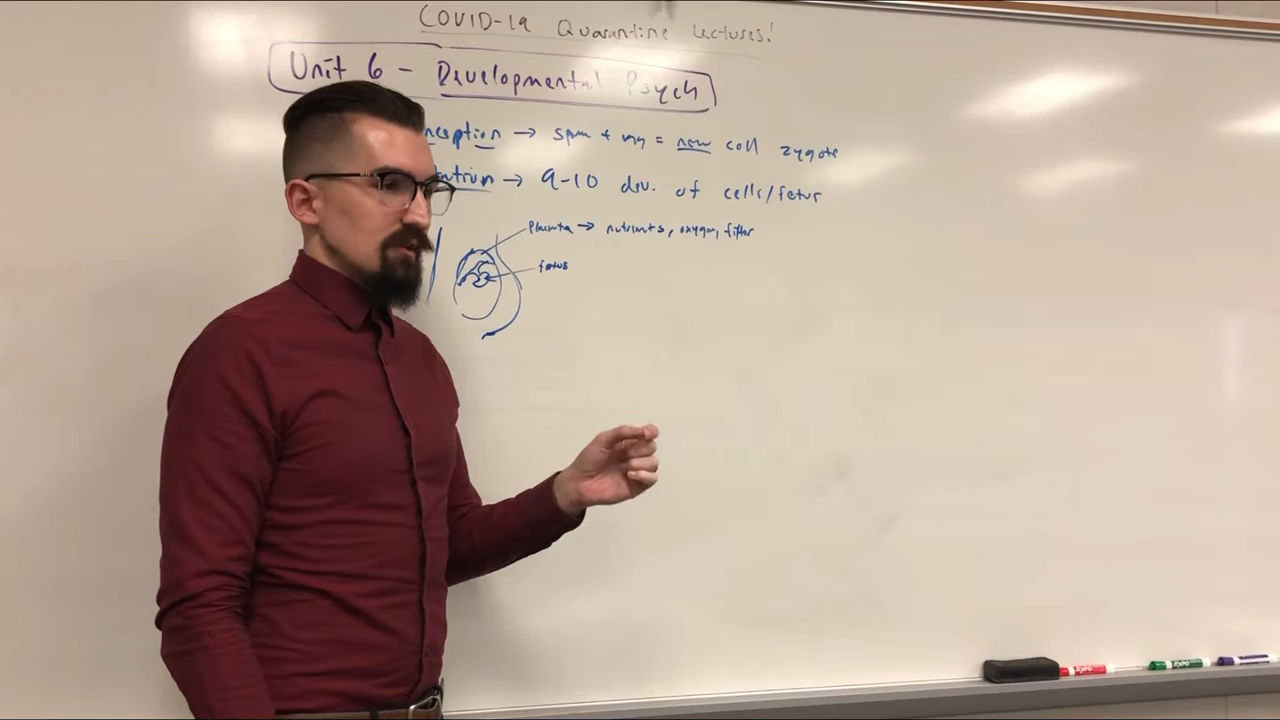 COVID-19 Quarantine Lectures!
Unit 6 - Developmental Psych
nception → sperm + egg = new cell zygote
→ 9-10 dev. of cells/fetus
Placenta → nutrients, oxygen, filter
fetus
EXPO
EXPO